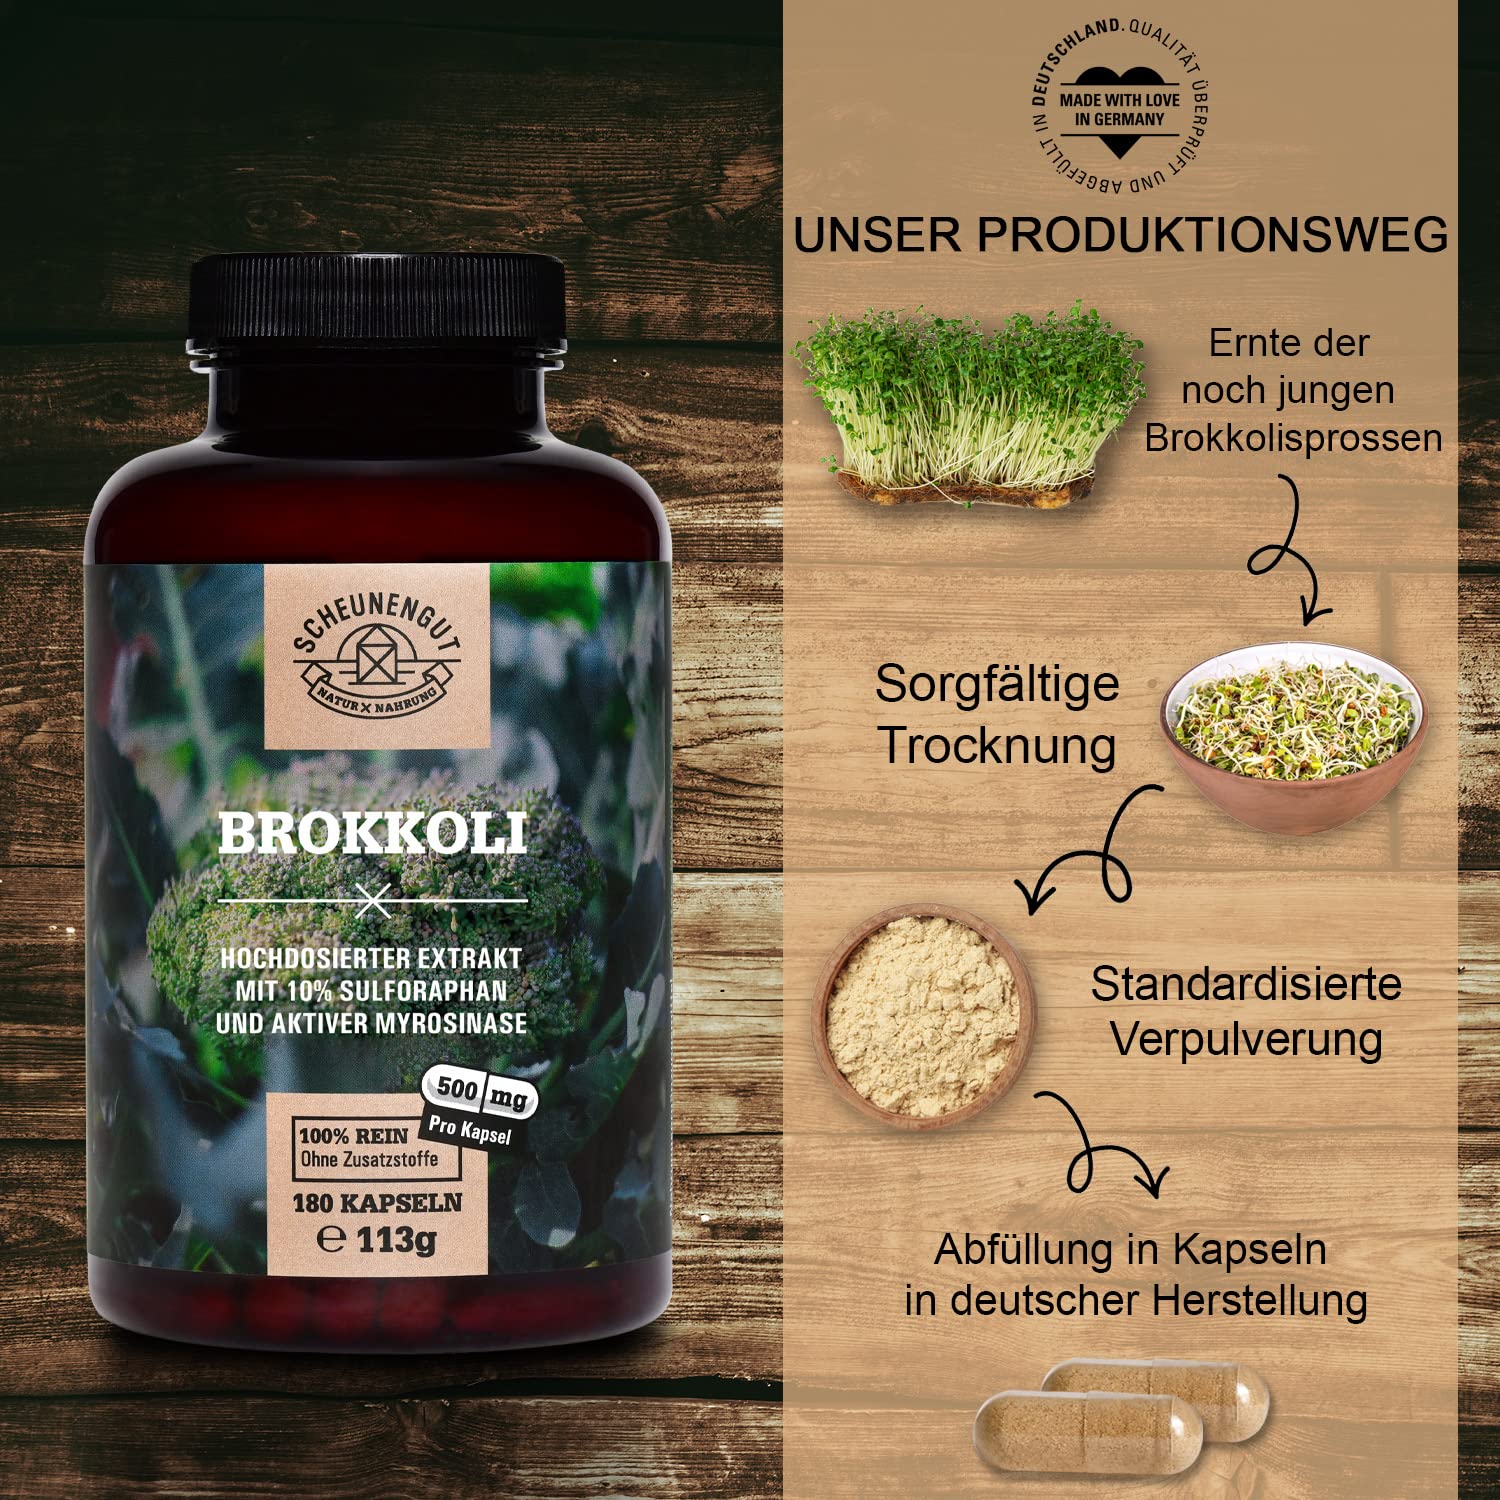 SCHEUNENGUT
NATUR X NAHRUNG
BROKKOLI
HOCHDOSIERTER EXTRAKT
MIT 10% SULFORAPHAN
UND AKTIVER MYROSINASE
500 mg
Pro Kapsel
100% REIN
Ohne Zusatzstoffe
180 KAPSELN
℮ 113g
ABGEFÜLLT IN DEUTSCHLAND. QUALITÄT ÜBERPRÜFT UND
MADE WITH LOVE
IN GERMANY
UNSER PRODUKTIONSWEG
Ernte der
noch jungen
Brokkolisprossen
Sorgfältige
Trocknung
Standardisierte
Verpulverung
Abfüllung in Kapseln
in deutscher Herstellung